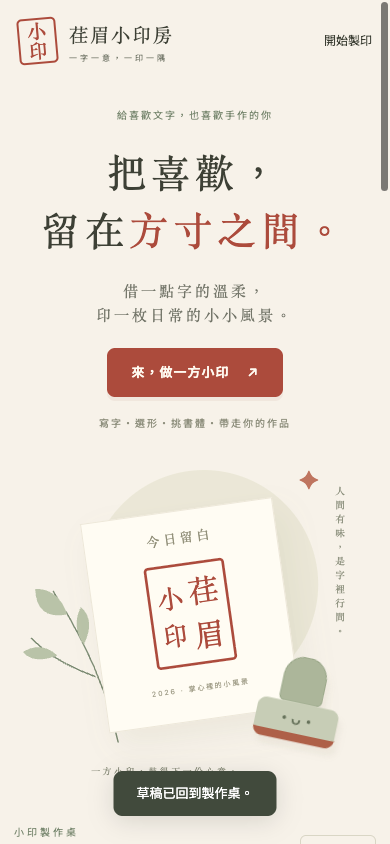 小印
荏眉小印房
一字一意，一印一隅
開始製印
給喜歡文字，也喜歡手作的你
把喜歡，
留在方寸之間。
借一點字的溫柔，
印一枚日常的小小風景。
來，做一方小印
寫字・選形・挑書體・帶走你的作品
人間有味，是字裡行間。
今日留白
荏眉
小印
2026 · 掌心裡的小風景
草稿已回到製作桌。
小印製作桌